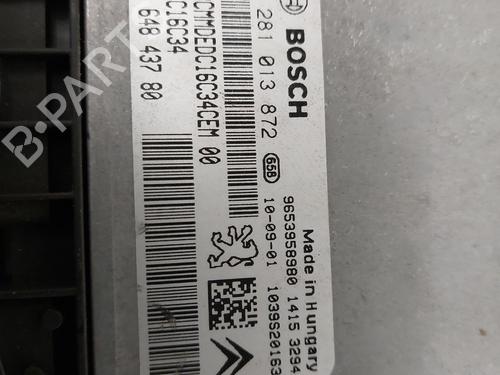 BOSCH
281 013 872 658
CMMDEDC16C34CEM 00
C16C34
648 437 80
9653958980 1415 3294
10-09-01 1039S20163
Made in Hungary
B-PARTS